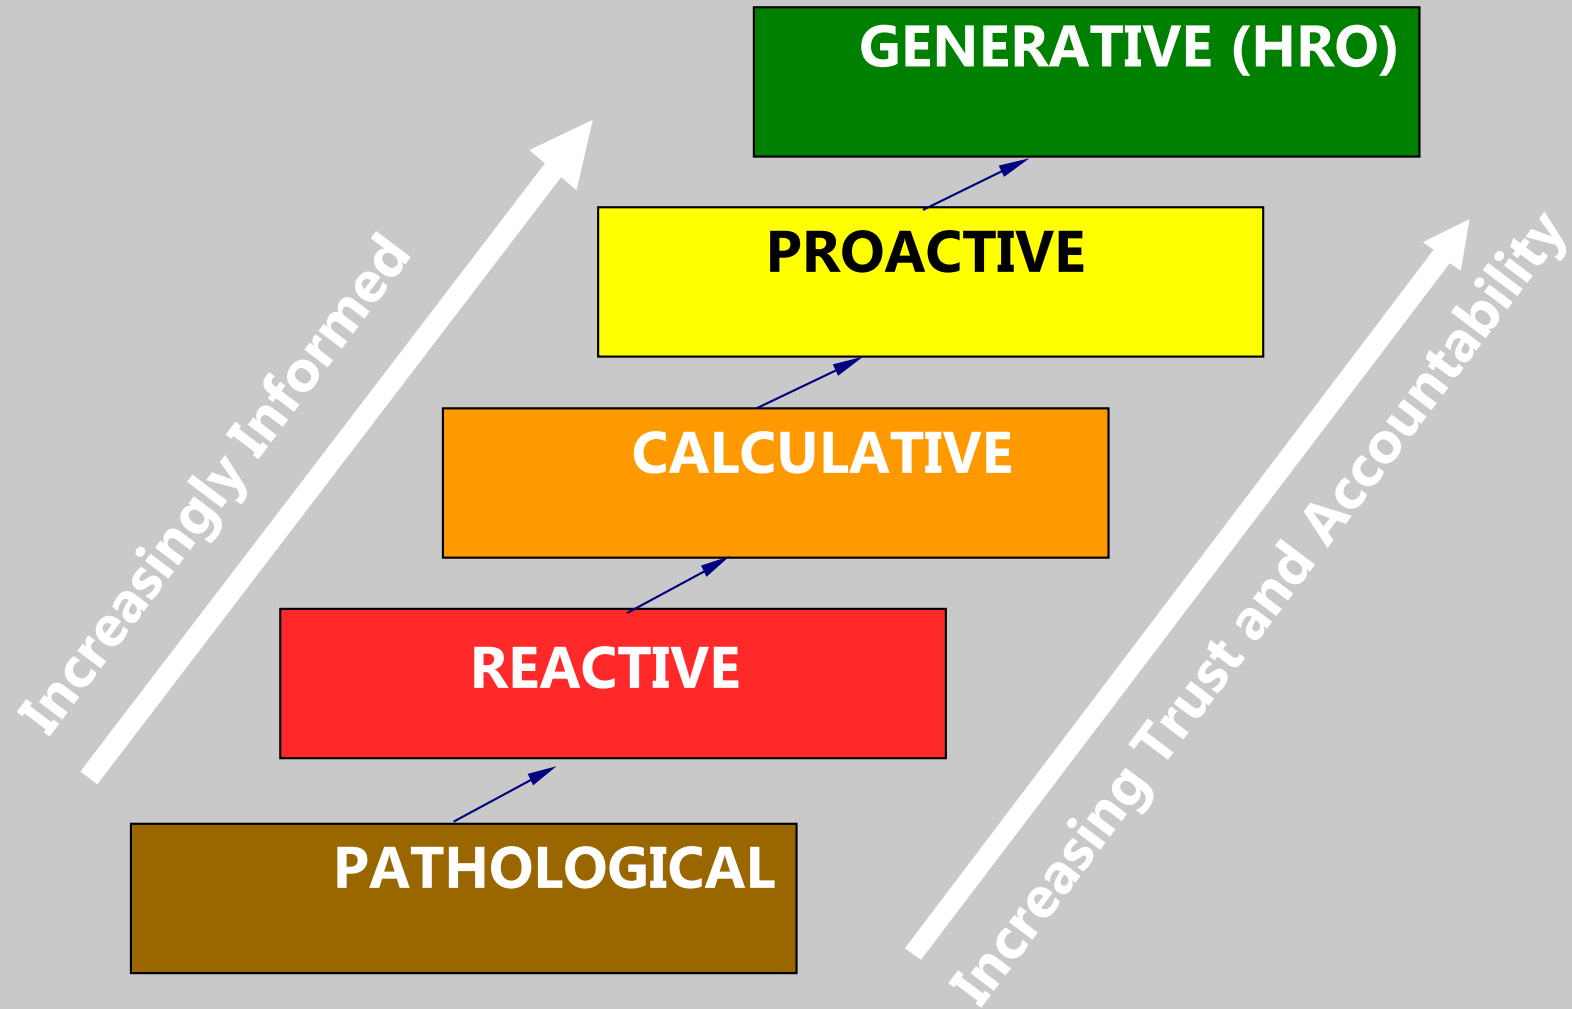 GENERATIVE (HRO)
PROACTIVE
Increasingly Informed
CALCULATIVE
Increasing Trust and Accountability
REACTIVE
PATHOLOGICAL